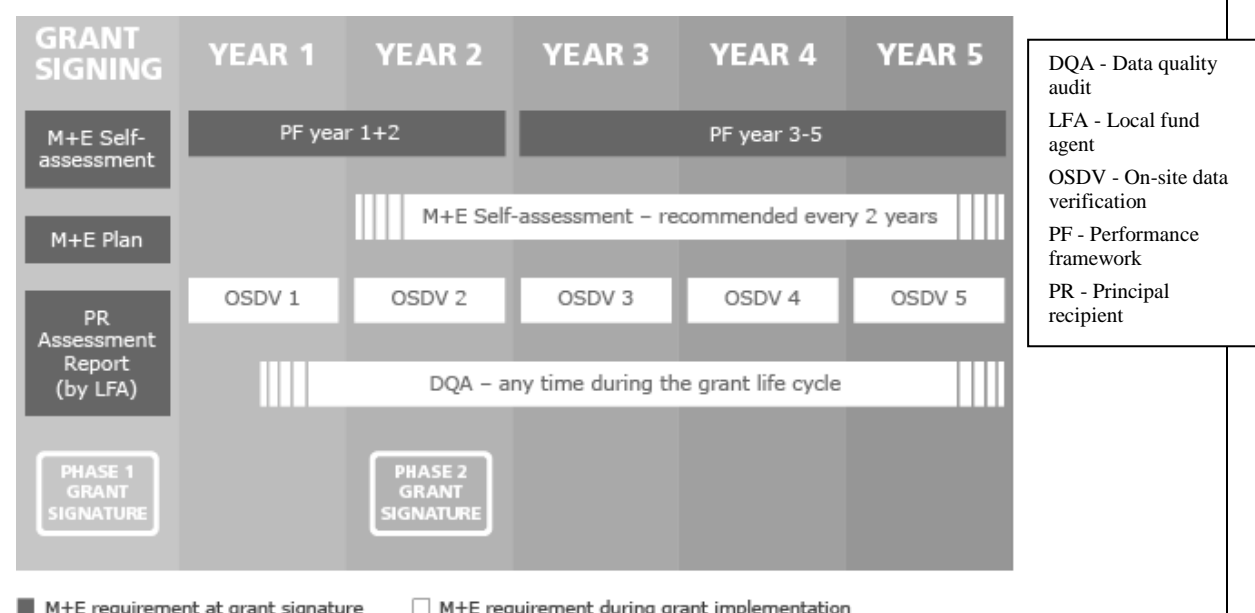 GRANT
SIGNING
YEAR 1
YEAR 2
YEAR 3
YEAR 4
YEAR 5
M+E Self-
assessment
PF year 1+2
PF year 3-5
M+E Self-assessment – recommended every 2 years
M+E Plan
OSDV 1
OSDV 2
OSDV 3
OSDV 4
OSDV 5
PR
Assessment
Report
(by LFA)
DQA – any time during the grant life cycle
PHASE 1
GRANT
SIGNATURE
PHASE 2
GRANT
SIGNATURE
M+E requirement at grant signature
M+E requirement during grant implementation
DQA - Data quality
audit
LFA - Local fund
agent
OSDV - On-site data
verification
PF - Performance
framework
PR - Principal
recipient